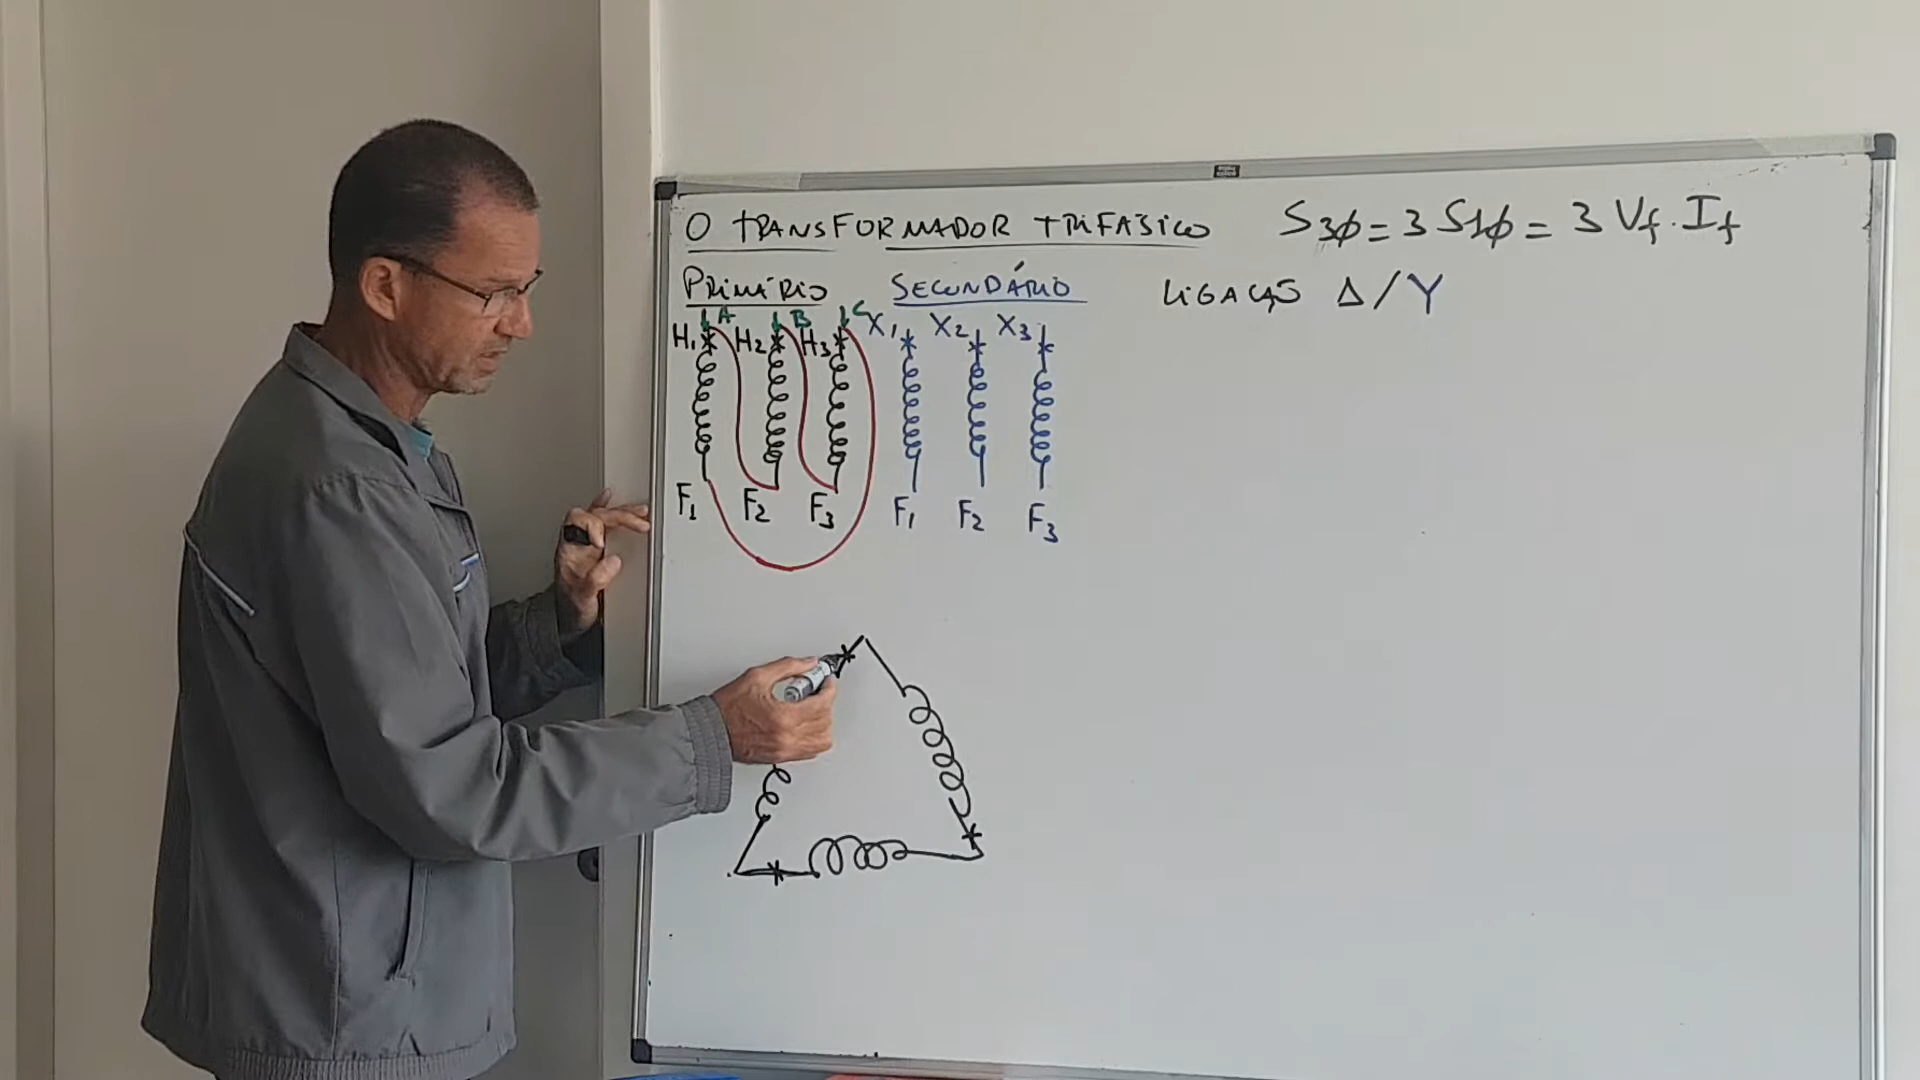 O TRANSFORMADOR TRIFÁSICO
S3ϕ = 3 S1ϕ = 3 Vf . If
PRIMÁRIO SECUNDÁRIO LIGAÇÃO Δ/Y
A B C
H1 H2 H3 X1 X2 X3
F1 F2 F3 F1 F2 F3